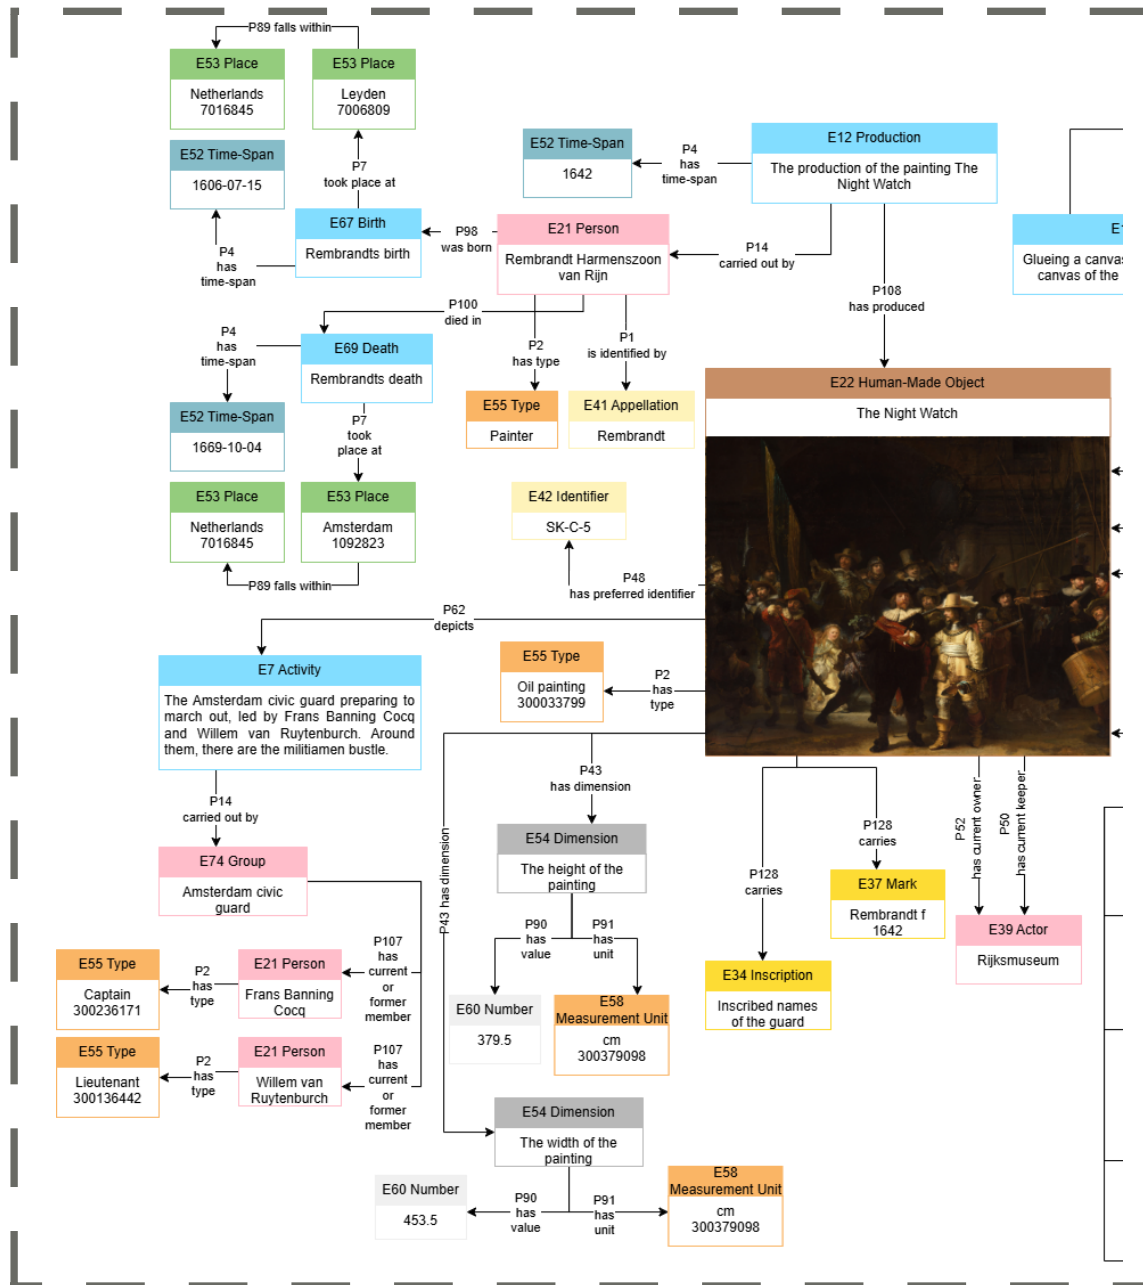 P89 falls within
E53 Place
Netherlands
7016845
E53 Place
Leyden
7006809
E52 Time-Span
1606-07-15
P7
took place at
E67 Birth
Rembrandts birth
P4
has
time-span
P98
was born
E21 Person
Rembrandt Harmenszoon
van Rijn
E52 Time-Span
1642
P4
has
time-span
E12 Production
The production of the painting The
Night Watch
P14
carried out by
P108
has produced
Glueing a canvas
canvas of the
P100
died in
P4
has
time-span
E69 Death
Rembrandts death
P2
has type
P1
is identified by
E52 Time-Span
1669-10-04
P7
took
place at
E55 Type
Painter
E41 Appellation
Rembrandt
E22 Human-Made Object
The Night Watch
E53 Place
Netherlands
7016845
E53 Place
Amsterdam
1092823
P89 falls within
E42 Identifier
SK-C-5
P48
has preferred identifier
P62
depicts
E7 Activity
The Amsterdam civic guard preparing to
march out, led by Frans Banning Cocq
and Willem van Ruytenburch. Around
them, there are the militiamen bustle.
E55 Type
Oil painting
300033799
P2
has
type
P14
carried out by
P43
has dimension
P43 has dimension
E74 Group
Amsterdam civic
guard
E54 Dimension
The height of the
painting
P128
carries
P128
carries
P52
has current owner
P50
has current keeper
E37 Mark
Rembrandt f
1642
E39 Actor
Rijksmuseum
E34 Inscription
Inscribed names
of the guard
P90
has
value
P91
has
unit
E60 Number
379.5
E58
Measurement Unit
cm
300379098
E55 Type
Captain
300236171
P2
has
type
E21 Person
Frans Banning
Cocq
P107
has
current
or
former
member
E55 Type
Lieutenant
300136442
P2
has
type
E21 Person
Willem van
Ruytenburch
P107
has
current
or
former
member
E54 Dimension
The width of the
painting
E60 Number
453.5
P90
has
value
P91
has
unit
E58
Measurement Unit
cm
300379098